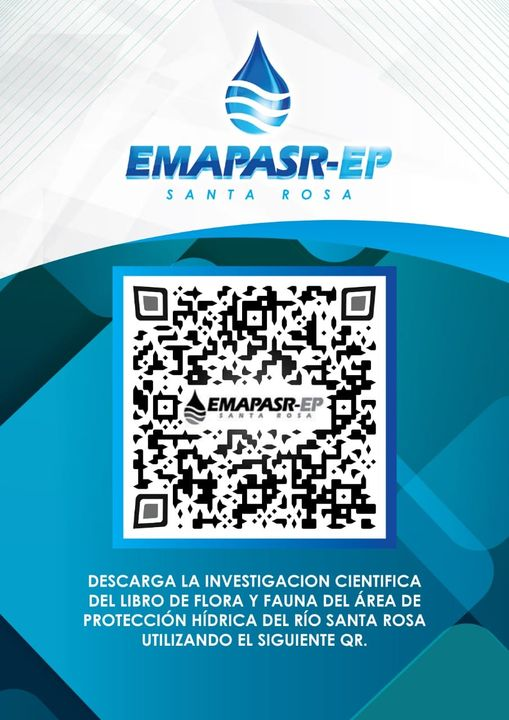 EMAPASR-EP
SANTA ROSA
EMAPASR-EP
SANTA ROSA
DESCARGA LA INVESTIGACION CIENTIFICA
DEL LIBRO DE FLORA Y FAUNA DEL ÁREA DE
PROTECCIÓN HÍDRICA DEL RÍO SANTA ROSA
UTILIZANDO EL SIGUIENTE QR.